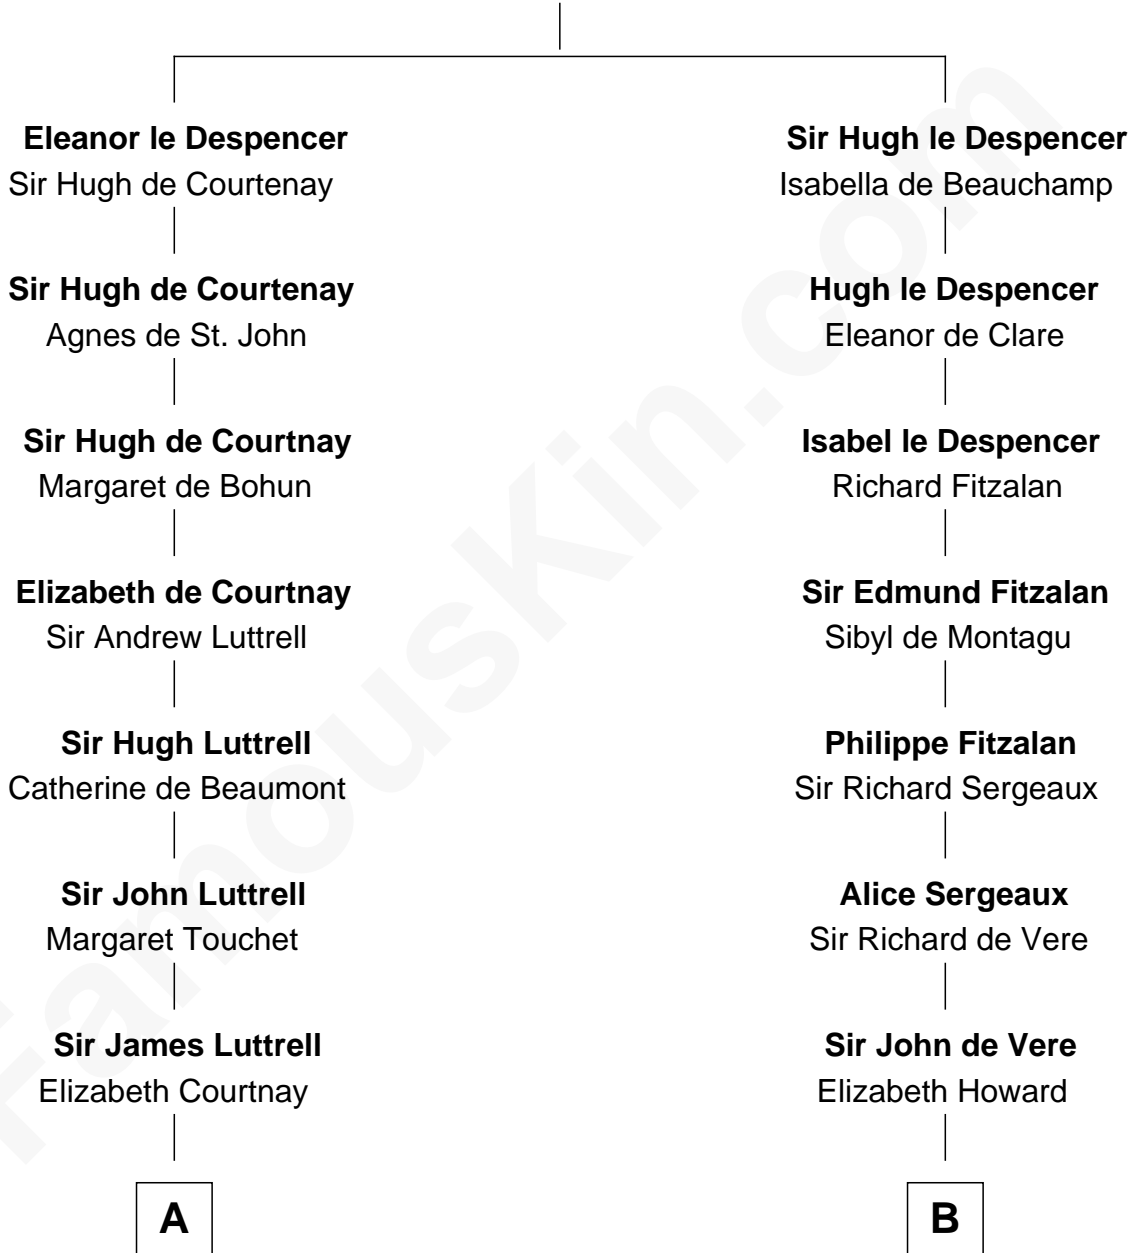 Eleanor le Despencer
Sir Hugh de Courtenay
Sir Hugh de Courtenay
Agnes de St. John
Sir Hugh de Courtnay
Margaret de Bohun
Elizabeth de Courtnay
Sir Andrew Luttrell
Sir Hugh Luttrell
Catherine de Beaumont
Sir John Luttrell
Margaret Touchet
Sir James Luttrell
Elizabeth Courtnay
A
Sir Hugh le Despencer
Isabella de Beauchamp
Hugh le Despencer
Eleanor de Clare
Isabel le Despencer
Richard Fitzalan
Sir Edmund Fitzalan
Sibyl de Montagu
Philippe Fitzalan
Sir Richard Sergeaux
Alice Sergeaux
Sir Richard de Vere
Sir John de Vere
Elizabeth Howard
B
FamousKin.com